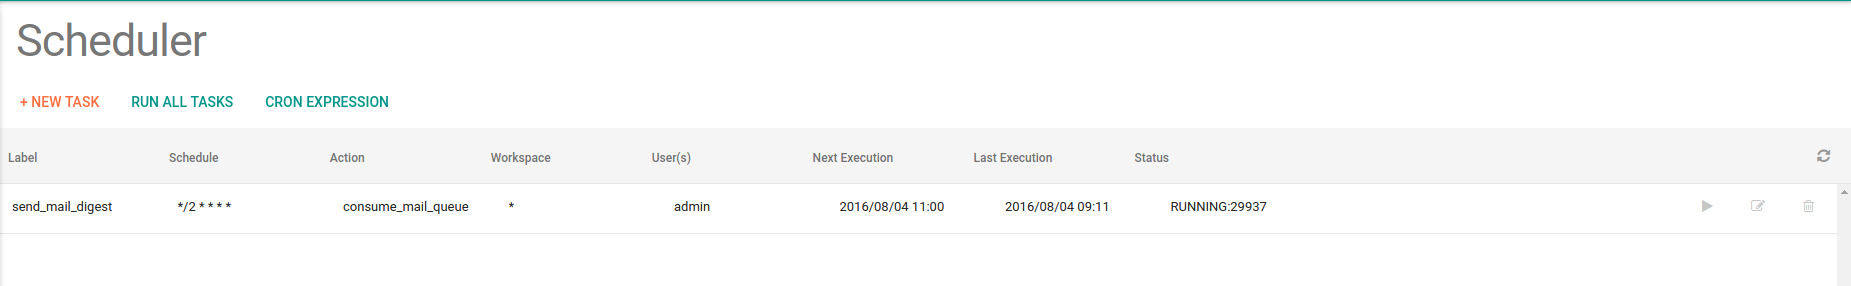 Scheduler
+ NEW TASK RUN ALL TASKS CRON EXPRESSION
Label Schedule Action Workspace User(s) Next Execution Last Execution Status
send_mail_digest */2 * * * * consume_mail_queue * admin 2016/08/04 11:00 2016/08/04 09:11 RUNNING:29937